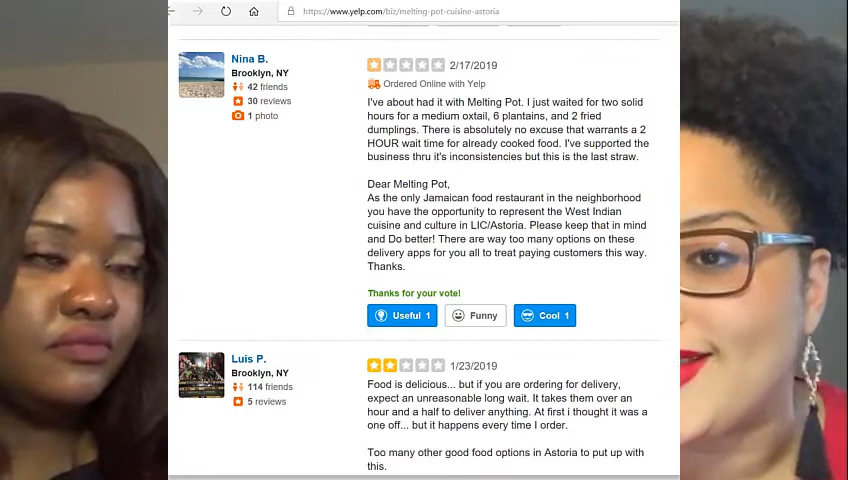 https://www.yelp.com/biz/melting-pot-cuisine-astoria
Nina B.
Brooklyn, NY
42 friends
30 reviews
1 photo
2/17/2019
Ordered Online with Yelp
I've about had it with Melting Pot. I just waited for two solid
hours for a medium oxtail, 6 plantains, and 2 fried
dumplings. There is absolutely no excuse that warrants a 2
HOUR wait time for already cooked food. I've supported the
business thru it's inconsistencies but this is the last straw.
Dear Melting Pot,
As the only Jamaican food restaurant in the neighborhood
you have the opportunity to represent the West Indian
cuisine and culture in LIC/Astoria. Please keep that in mind
and Do better! There are way too many options on these
delivery apps for you all to treat paying customers this way.
Thanks.
Thanks for your vote!
Useful 1 Funny Cool 1
Luis P.
Brooklyn, NY
114 friends
5 reviews
1/23/2019
Food is delicious... but if you are ordering for delivery,
expect an unreasonable long wait. It takes them over an
hour and a half to deliver anything. At first i thought it was a
one off... but it happens every time I order.
Too many other good food options in Astoria to put up with
this.